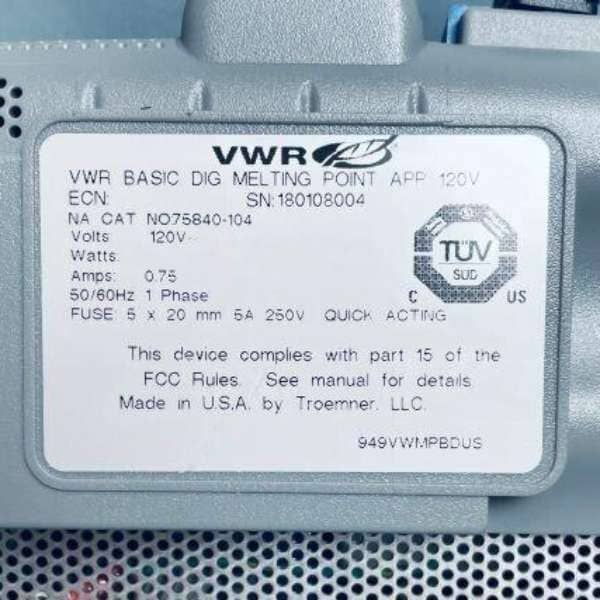 VWR
VWR BASIC DIG MELTING POINT APP 120V
ECN: SN:180108004
NA CAT NO:75840-104
Volts 120V~
Watts:
Amps: 0.75
50/60Hz 1 Phase
FUSE: 5 x 20 mm 5A 250V QUICK ACTING
TÜV
SÜD
C US
This device complies with part 15 of the
FCC Rules. See manual for details.
Made in U.S.A. by Troemner, LLC.
949VWMPBDUS